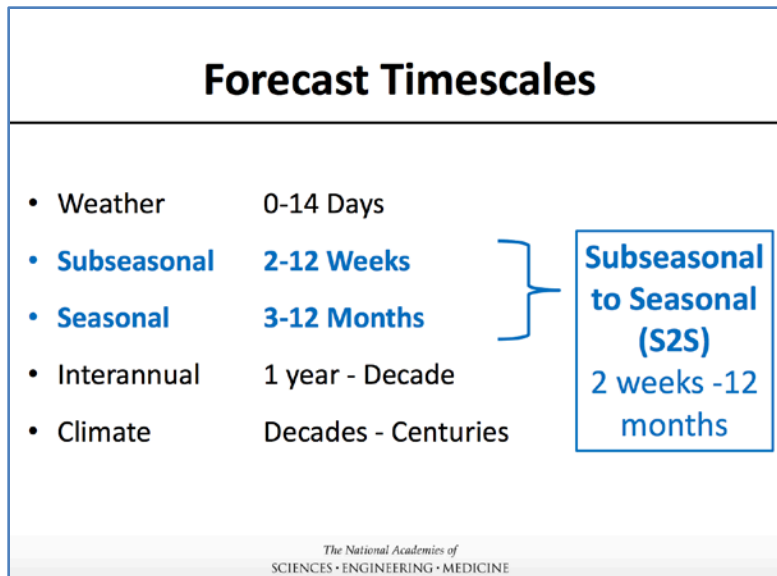 Forecast Timescales
• Weather 0-14 Days
• Subseasonal 2-12 Weeks
• Seasonal 3-12 Months
• Interannual 1 year - Decade
• Climate Decades - Centuries
Subseasonal
to Seasonal
(S2S)
2 weeks -12
months
The National Academies of
SCIENCES • ENGINEERING • MEDICINE